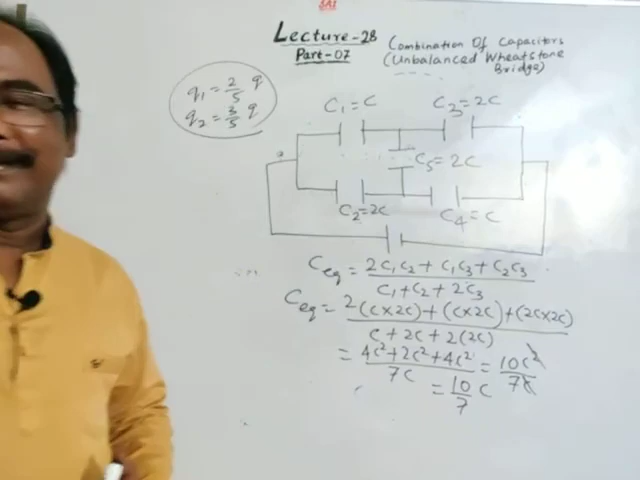 SAI
Lecture-28
Part-07
Combination Of Capacitors
(Unbalanced Wheatstone
Bridge)
q₁ = 2/5 q
q₂ = 3/5 q
C₁ = C
C₃ = 2C
C₅ = 2C
C₂ = 2C
C₄ = C
Ceq = (2C₁C₂ + C₁C₃ + C₂C₃)/(C₁ + C₂ + 2C₃)
Ceq = (2(C×2C) + (C×2C) + (2C×2C))/(C + 2C + 2(2C))
= (4C² + 2C² + 4C²)/7C = 10C²/7C
= 10/7 C